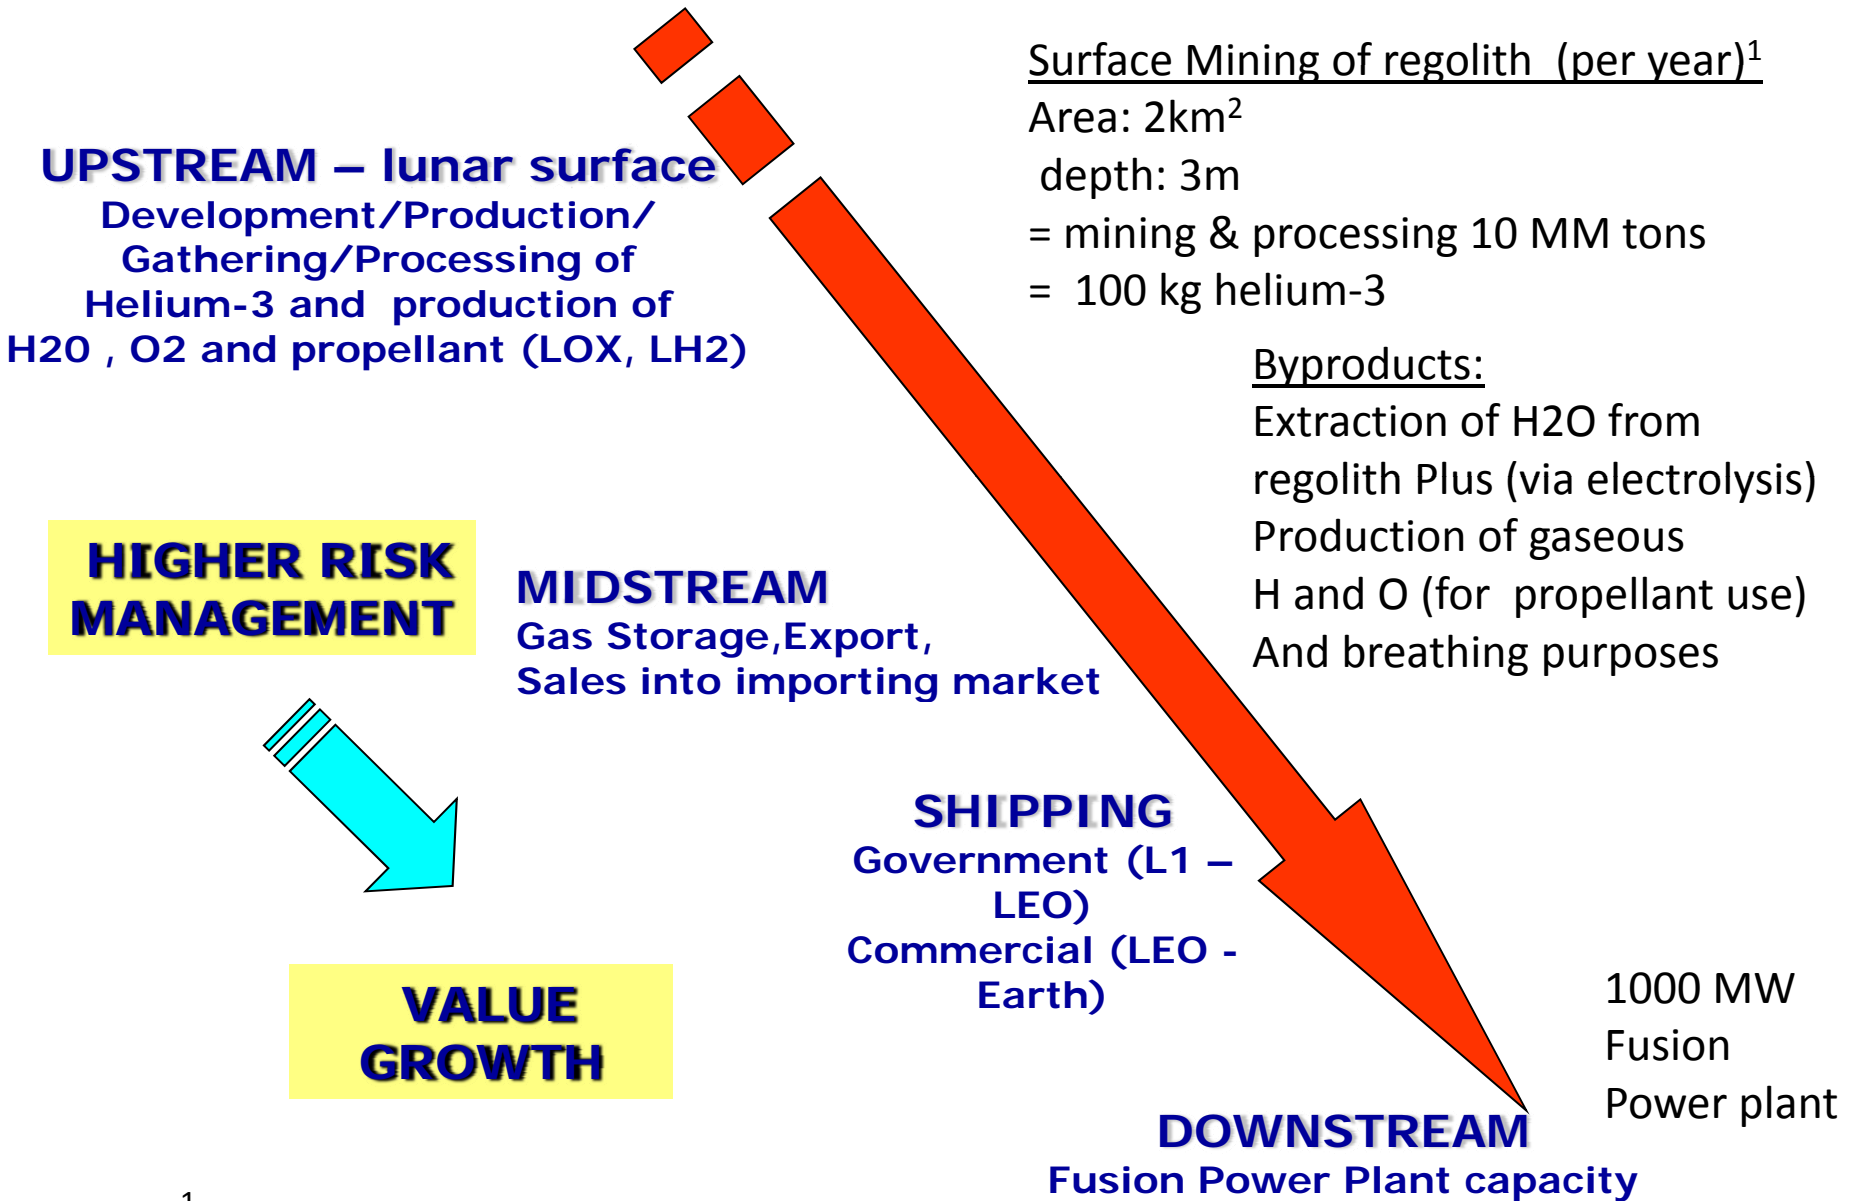 Surface Mining of regolith (per year)¹
Area: 2km²
depth: 3m
= mining & processing 10 MM tons
= 100 kg helium-3
UPSTREAM – lunar surface
Development/Production/
Gathering/Processing of
Helium-3 and production of
H20 , O2 and propellant (LOX, LH2)
Byproducts:
Extraction of H2O from
regolith Plus (via electrolysis)
Production of gaseous
H and O (for propellant use)
And breathing purposes
HIGHER RISK
MANAGEMENT
MIDSTREAM
Gas Storage,Export,
Sales into importing market
SHIPPING
Government (L1 –
LEO)
Commercial (LEO -
Earth)
VALUE
GROWTH
1000 MW
Fusion
Power plant
DOWNSTREAM
Fusion Power Plant capacity
1